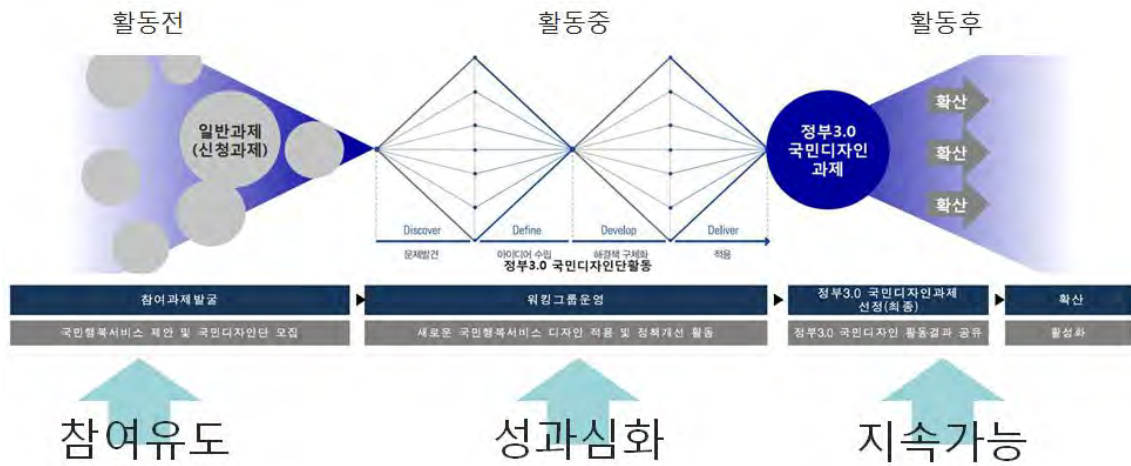 활동전
활동중
활동후
일반과제
(신청과제)
정부3.0
국민디자인
과제
확산
확산
확산
Discover
Define
Develop
Deliver
문제발견
아이디어 수립
해결책 구체화
적용
정부3.0 국민디자인단활동
참여과제발굴
워킹그룹운영
정부3.0 국민디자인과제
선정(최종)
확산
국민행복서비스 제안 및 국민디자인단 모집
새로운 국민행복서비스 디자인 적용 및 정책개선 활동
정부3.0 국민디자인 활동결과 공유
활성화
참여유도
성과심화
지속가능